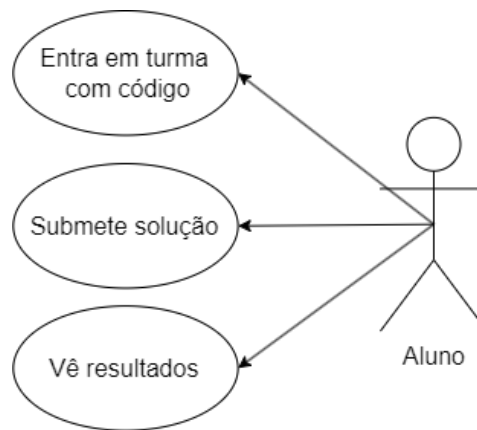 Entra em turma
com código
Submete solução
Vê resultados
Aluno